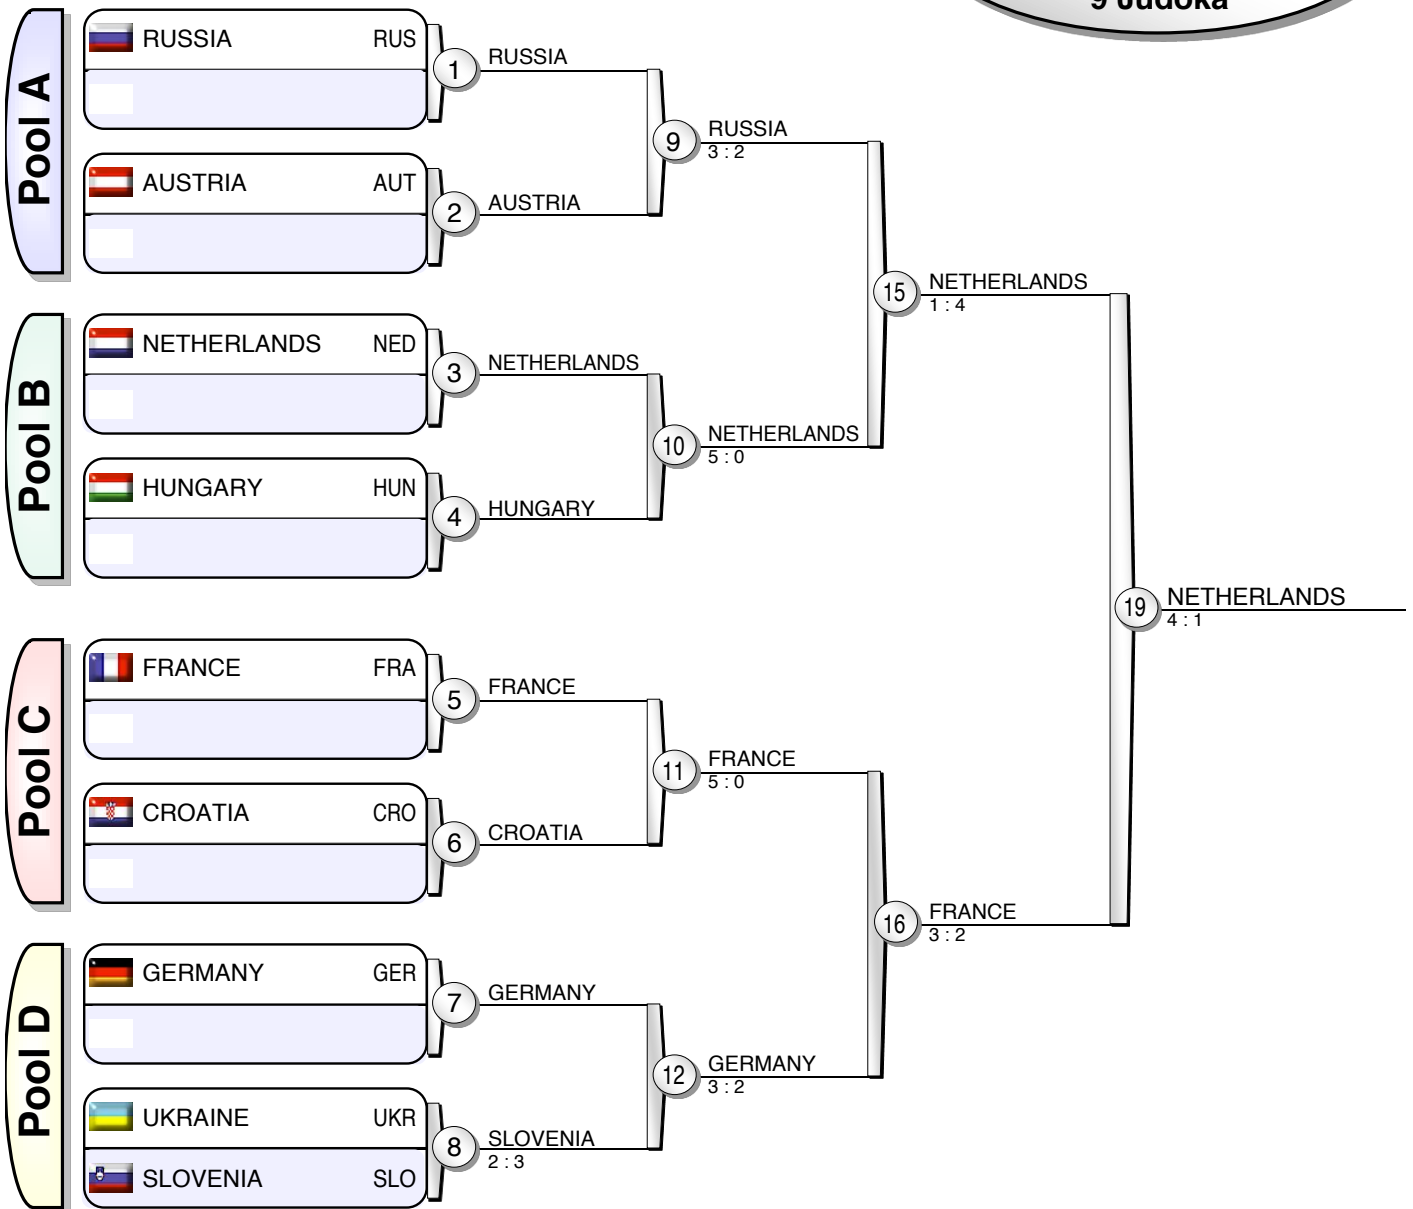 9 Judoka
Pool A
RUSSIA RUS
1
RUSSIA
AUSTRIA AUT
2
AUSTRIA
9
RUSSIA
3 : 2
Pool B
NETHERLANDS NED
3
NETHERLANDS
HUNGARY HUN
4
HUNGARY
10
NETHERLANDS
5 : 0
15
NETHERLANDS
1 : 4
Pool C
FRANCE FRA
5
FRANCE
CROATIA CRO
6
CROATIA
11
FRANCE
5 : 0
Pool D
GERMANY GER
7
GERMANY
UKRAINE UKR
SLOVENIA SLO
8
SLOVENIA
2 : 3
12
GERMANY
3 : 2
16
FRANCE
3 : 2
19
NETHERLANDS
4 : 1